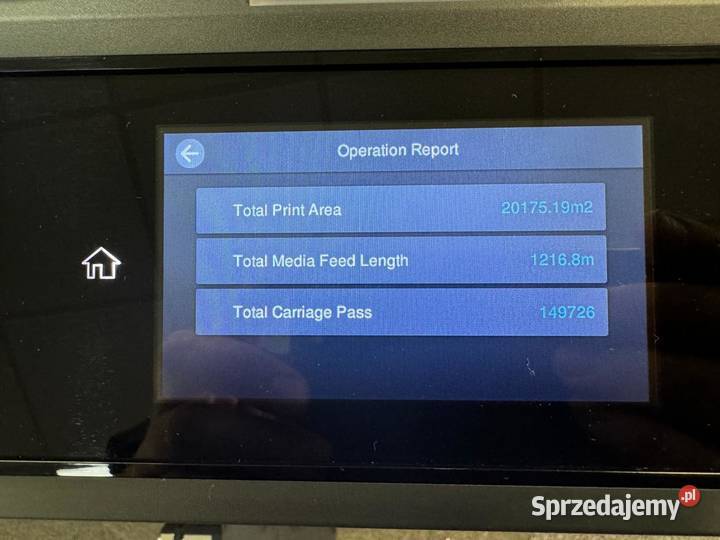 Operation Report
Total Print Area 20175.19m2
Total Media Feed Length 1216.8m
Total Carriage Pass 149726
Sprzedajemy.pl